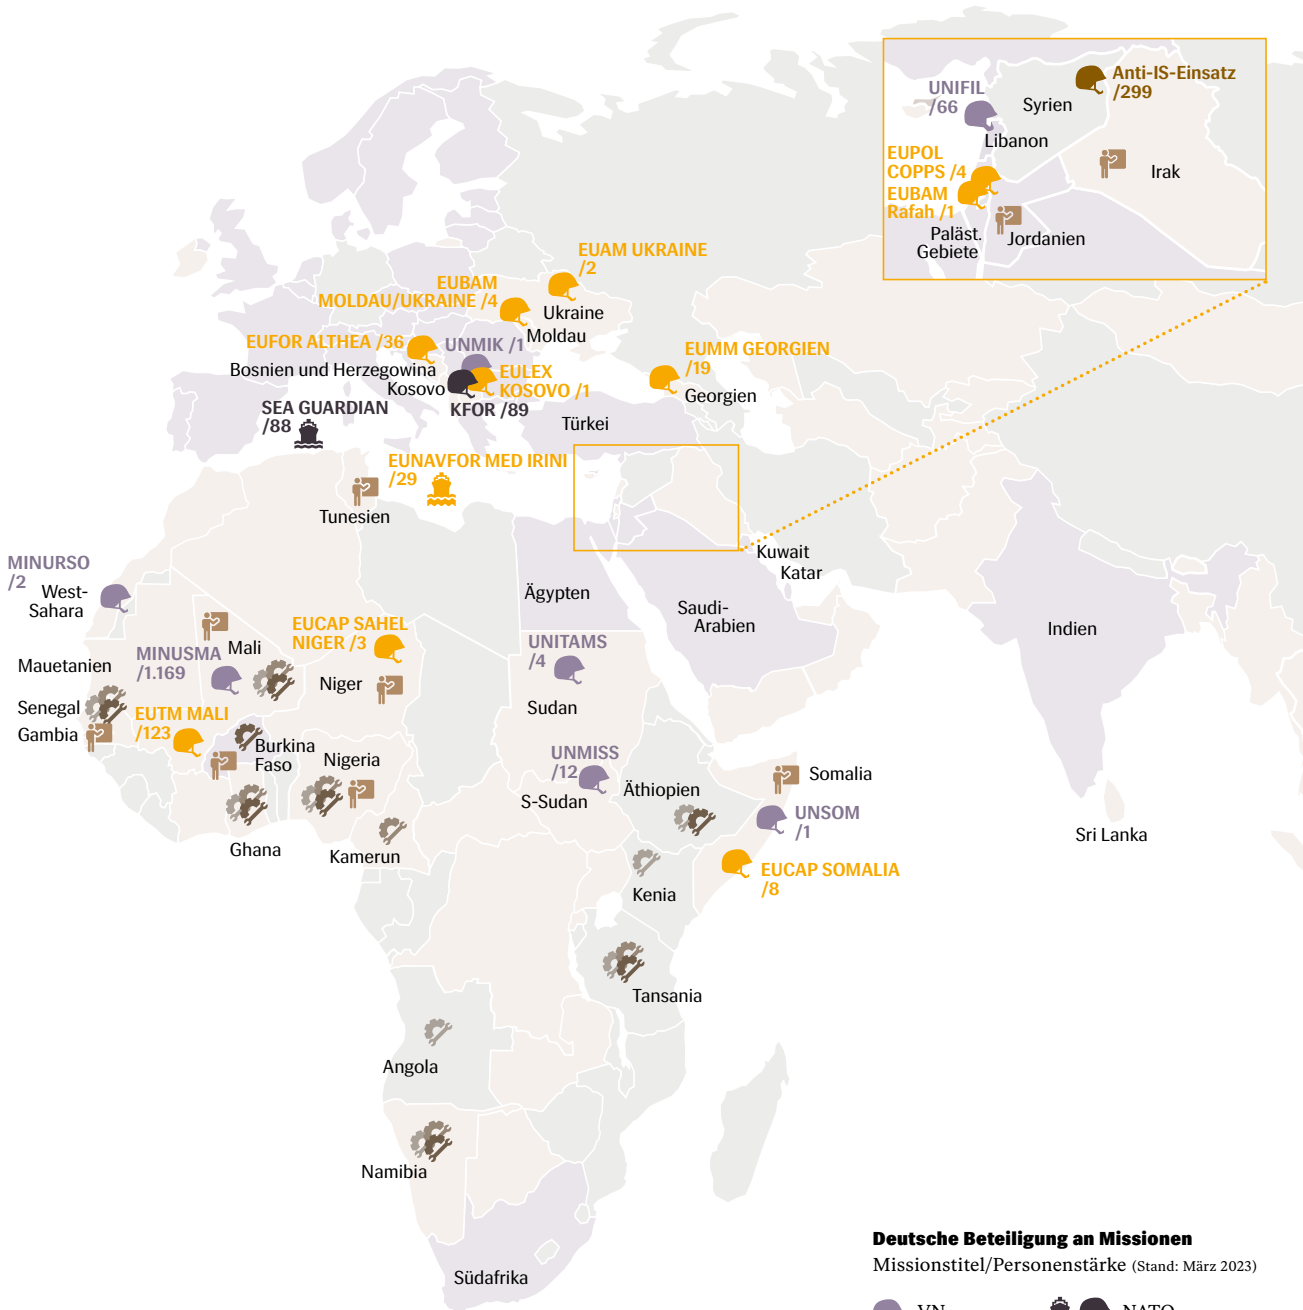 Anti-IS-Einsatz
/299
UNIFIL
/66
Syrien
Libanon
EUPOL
COPPS /4
EUBAM
Rafah /1
Irak
Paläst.
Gebiete
Jordanien
EUAM UKRAINE
/2
EUBAM
MOLDAU/UKRAINE /4
Ukraine
Moldau
EUFOR ALTHEA /36
UNMIK /1
EUMM GEORGIEN
/19
Bosnien und Herzegowina
Kosovo
EULEX
KOSOVO /1
Georgien
SEA GUARDIAN
/88
KFOR /89
Türkei
EUNAVFOR MED IRINI
/29
Tunesien
Kuwait
Katar
MINURSO
/2
West-
Sahara
Ägypten
Saudi-
Arabien
Indien
EUCAP SAHEL
NIGER /3
Mali
MINUSMA
/1.169
UNITAMS
/4
Mauetanien
Niger
Senegal
Gambia
EUTM MALI
/123
Sudan
Burkina
Faso
Nigeria
UNMISS
/12
S-Sudan
Äthiopien
Somalia
UNSOM
/1
Sri Lanka
Ghana
Kamerun
EUCAP SOMALIA
/8
Kenia
Tansania
Angola
Namibia
Südafrika
Deutsche Beteiligung an Missionen
Missionstitel/Personenstärke (Stand: März 2023)
VN
NATO